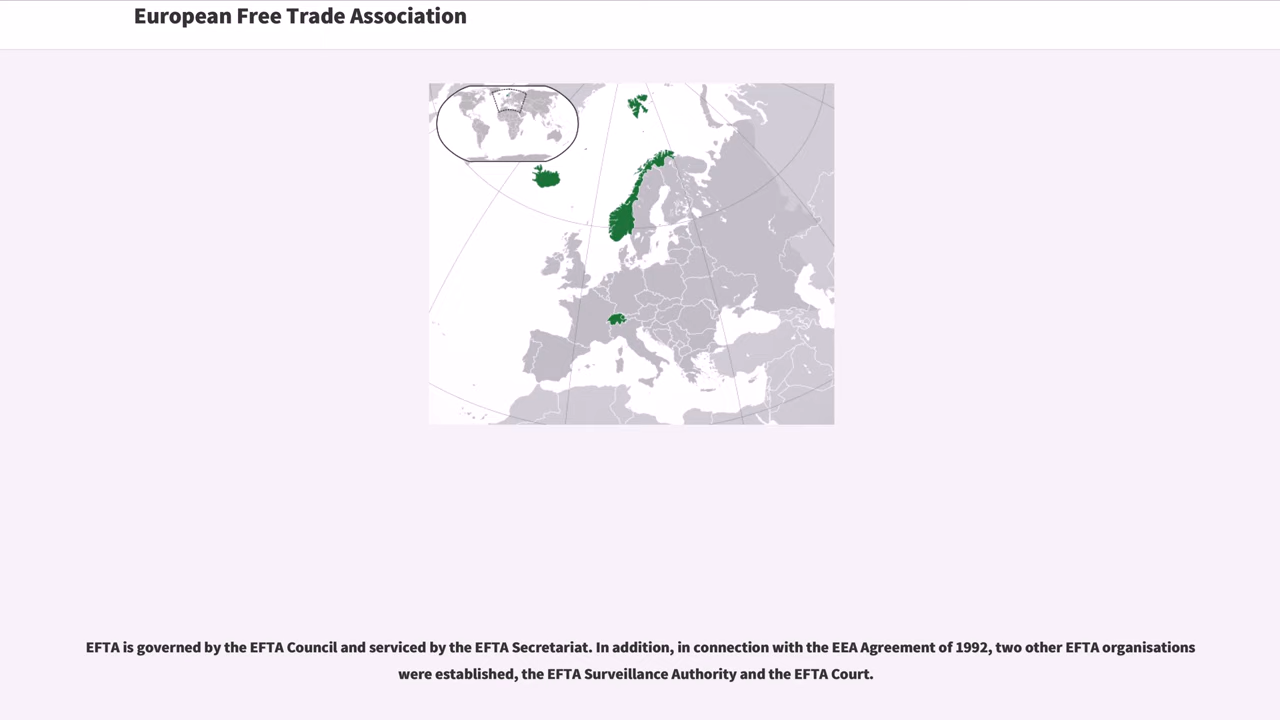 European Free Trade Association
EFTA is governed by the EFTA Council and serviced by the EFTA Secretariat. In addition, in connection with the EEA Agreement of 1992, two other EFTA organisations
were established, the EFTA Surveillance Authority and the EFTA Court.